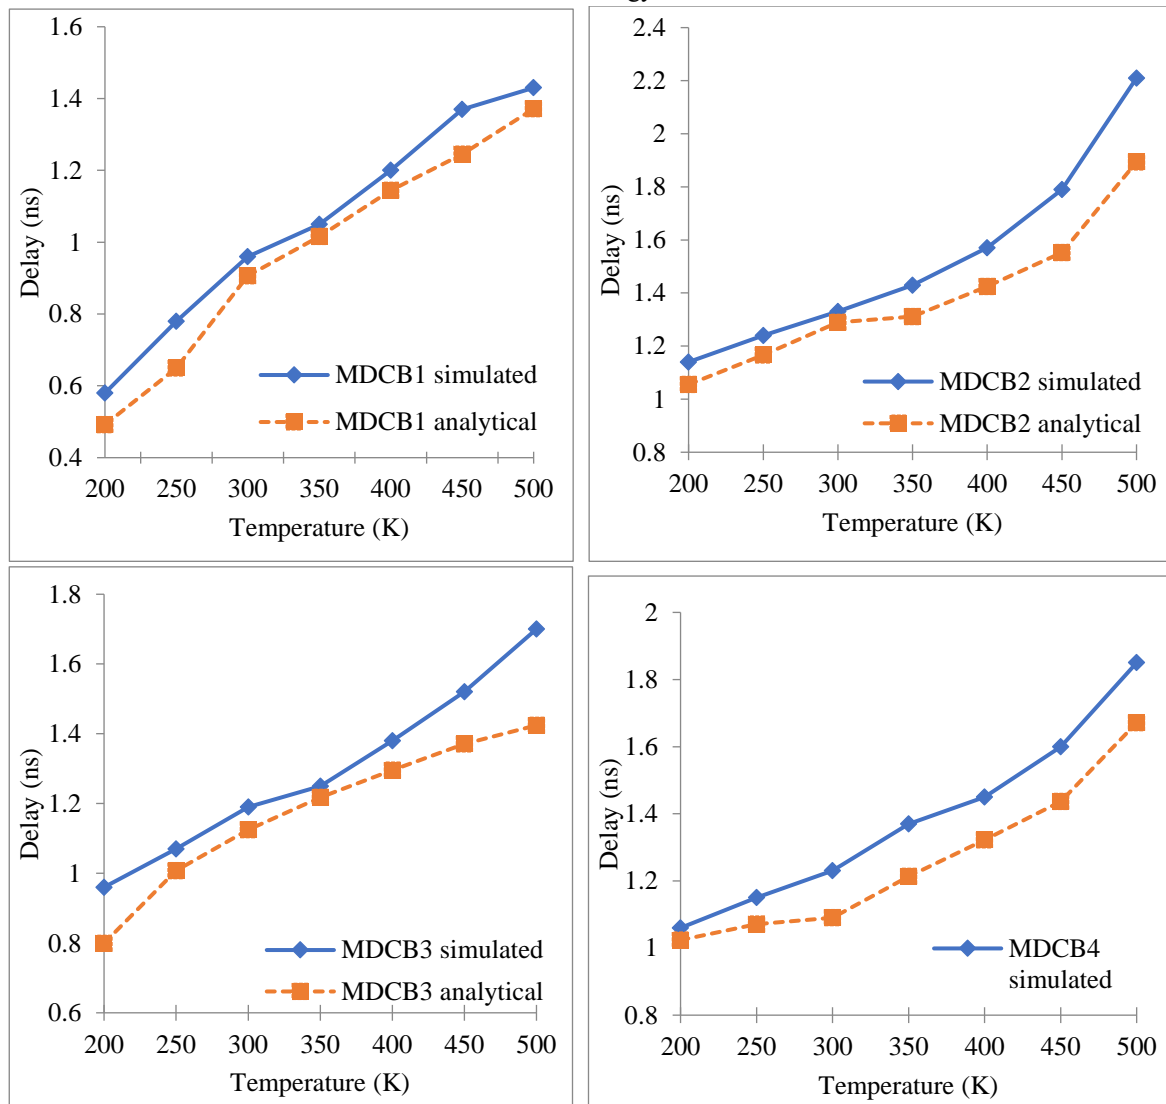 gy
1.6
1.4
1.2
1
0.8
0.6
0.4
Delay (ns)
MDCB1 simulated
MDCB1 analytical
200 250 300 350 400 450 500
Temperature (K)
2.4
2.2
2
1.8
1.6
1.4
1.2
1
0.8
Delay (ns)
MDCB2 simulated
MDCB2 analytical
200 250 300 350 400 450 500
Temperature (K)
1.8
1.6
1.4
1.2
1
0.8
0.6
Delay (ns)
MDCB3 simulated
MDCB3 analytical
200 250 300 350 400 450 500
Temperature (K)
2
1.8
1.6
1.4
1.2
1
0.8
Delay (ns)
MDCB4
simulated
200 250 300 350 400 450 500
Temperature (K)